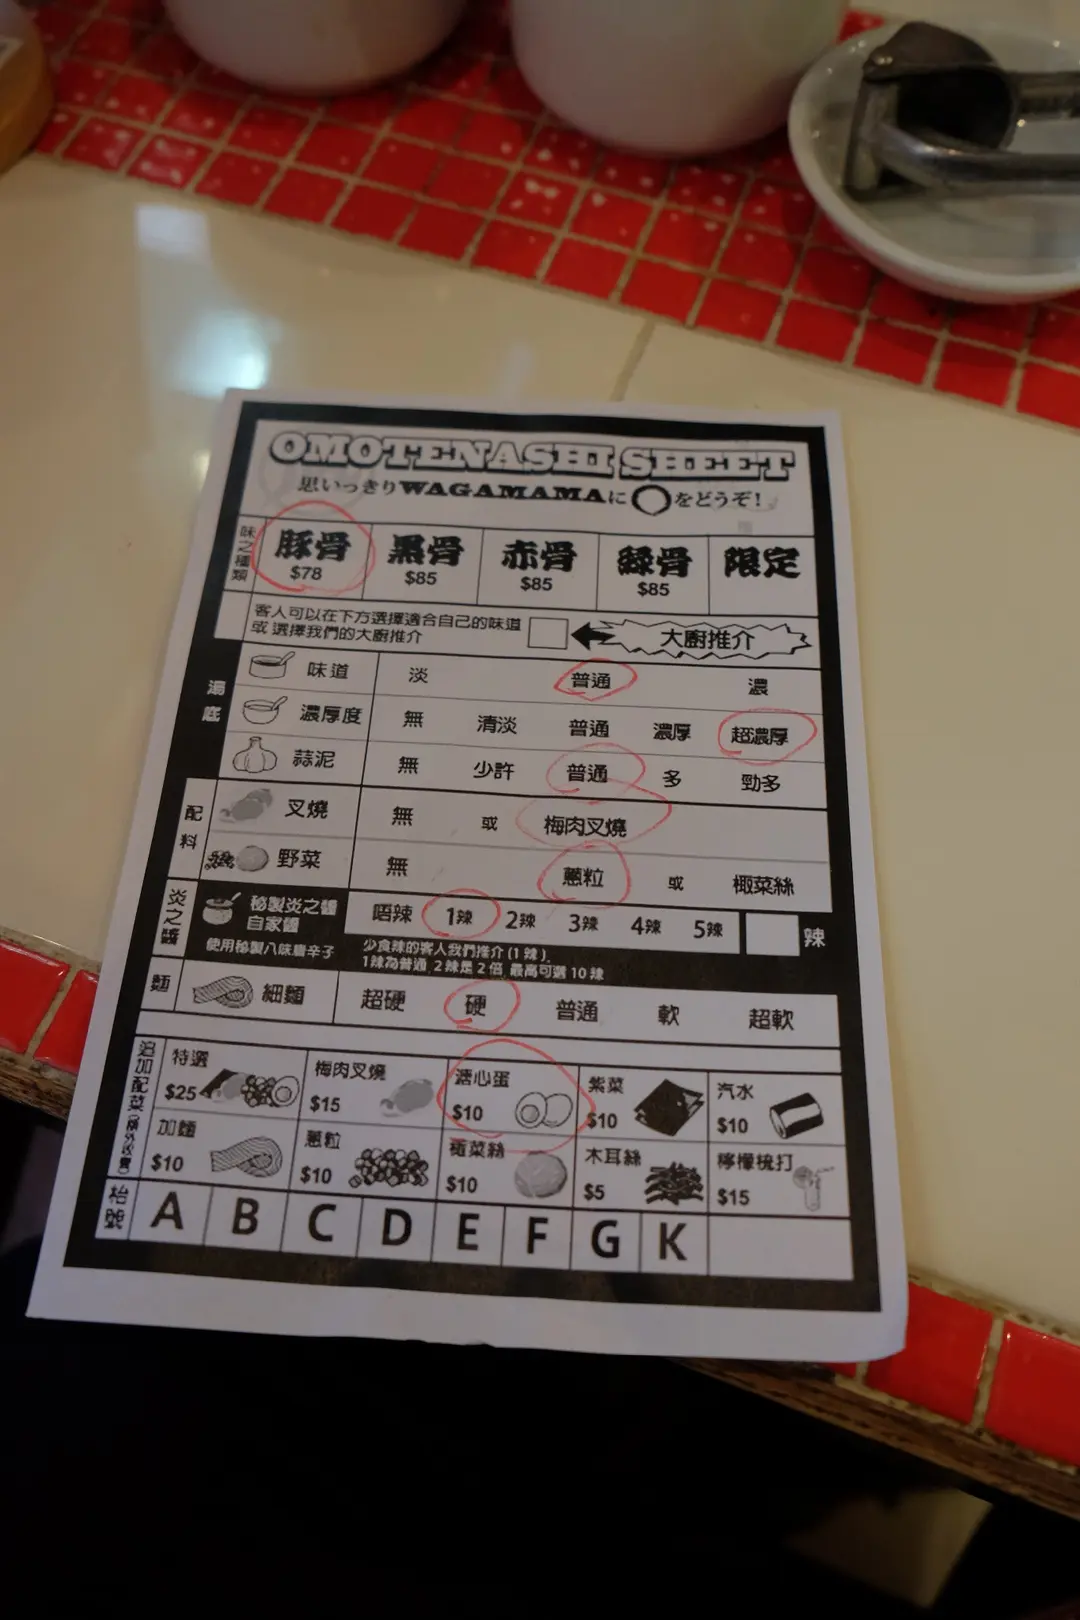 OMOTENASHI SHEET
思いっきりWAGAMAMAに○をどうぞ!
味之種類 豚骨 黒骨 赤骨 緑骨 限定
$78 $85 $85 $85
客人可以在下方選擇適合自己的味道
或 選擇我們的大廚推介 大廚推介
湯底 味道 淡 普通 濃
濃厚度 無 清淡 普通 濃厚 超濃厚
蒜泥 無 少許 普通 多 勁多
配料 叉燒 無 或 梅肉叉燒
野菜 無 蔥粒 或 椰菜絲
炎之醬 秘製炎之醬 自家醬 唔辣 1辣 2辣 3辣 4辣 5辣 辣
少食辣的客人我們推介(1辣),
使用秘製八味唐辛子 1辣為普通, 2辣是2倍, 最高可選10辣
麵 細麵 超硬 硬 普通 軟 超軟
追加配菜 特選 梅肉叉燒 溏心蛋 紫菜 汽水
$25 $15 $10 $10 $10
加麵 蔥粒 椰菜絲 木耳絲 檸檬梳打
$10 $10 $10 $5 $15
枱號 A B C D E F G K